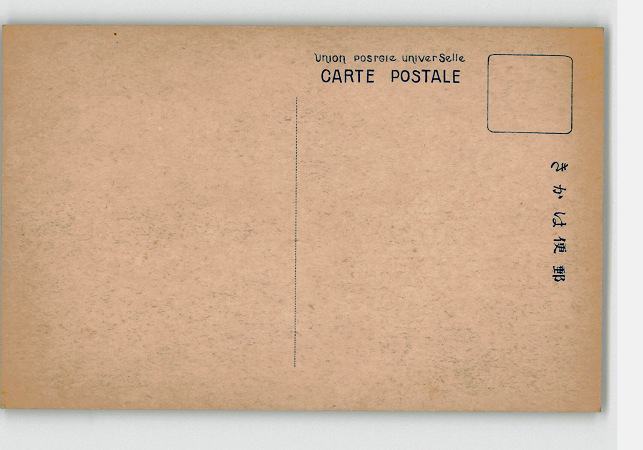 Union postale univerSelle
CARTE POSTALE
郵便はかき